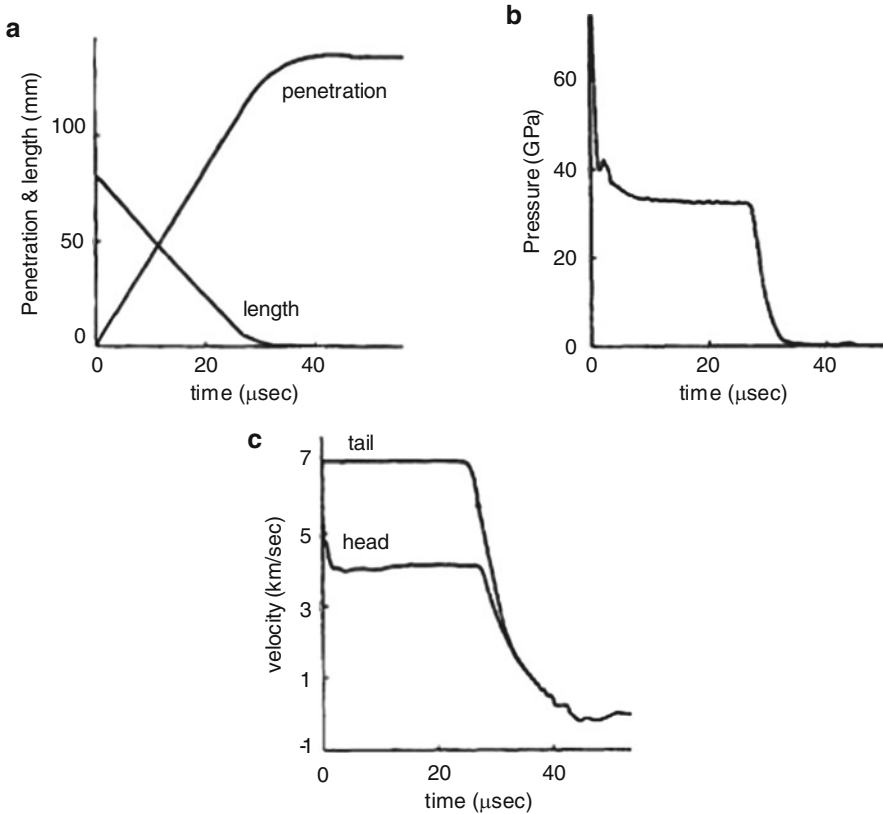 a
Penetration & length (mm)
100
50
0
penetration
length
0
20
40
time (μsec)
b
Pressure (GPa)
60
40
20
0
0
20
40
time (μsec)
c
velocity (km/sec)
7
5
3
1
-1
tail
head
0
20
40
time (μsec)